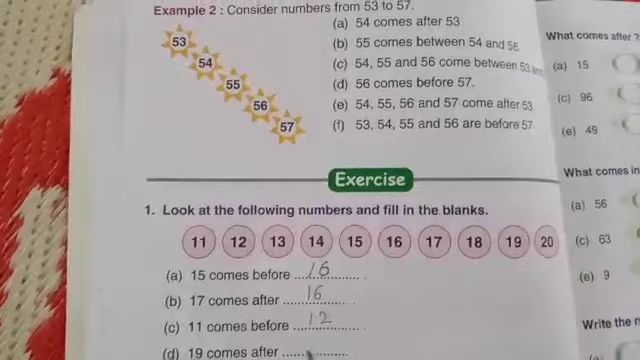 Example 2 : Consider numbers from 53 to 57.
53
54
55
56
57
(a) 54 comes after 53
(b) 55 comes between 54 and 56
(c) 54, 55 and 56 come between 53 and
(d) 56 comes before 57.
(e) 54, 55, 56 and 57 come after 53
(f) 53, 54, 55 and 56 are before 57
Exercise
1. Look at the following numbers and fill in the blanks.
11 12 13 14 15 16 17 18 19 20
(a) 15 comes before ...16...
(b) 17 comes after ...16...
(c) 11 comes before ...12...
(d) 19 comes after ......
What comes after ?
(a) 15
(c) 96
(e) 49
What comes in
(a) 56
(c) 63
(e) 9
Write the
(a)